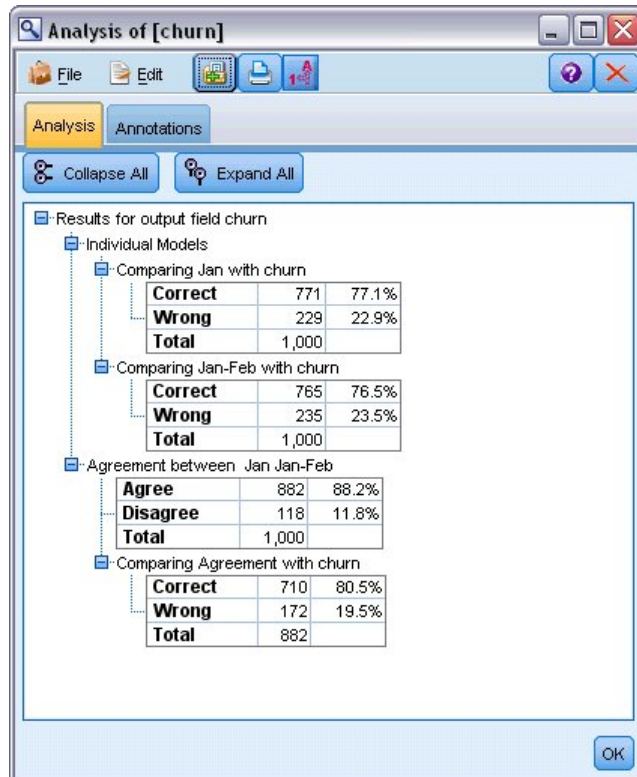 Analysis of [churn]
File Edit
Analysis Annotations
Collapse All Expand All
Results for output field churn
Individual Models
Comparing Jan with churn
Correct 771 77.1%
Wrong 229 22.9%
Total 1,000
Comparing Jan-Feb with churn
Correct 765 76.5%
Wrong 235 23.5%
Total 1,000
Agreement between Jan Jan-Feb
Agree 882 88.2%
Disagree 118 11.8%
Total 1,000
Comparing Agreement with churn
Correct 710 80.5%
Wrong 172 19.5%
Total 882
OK